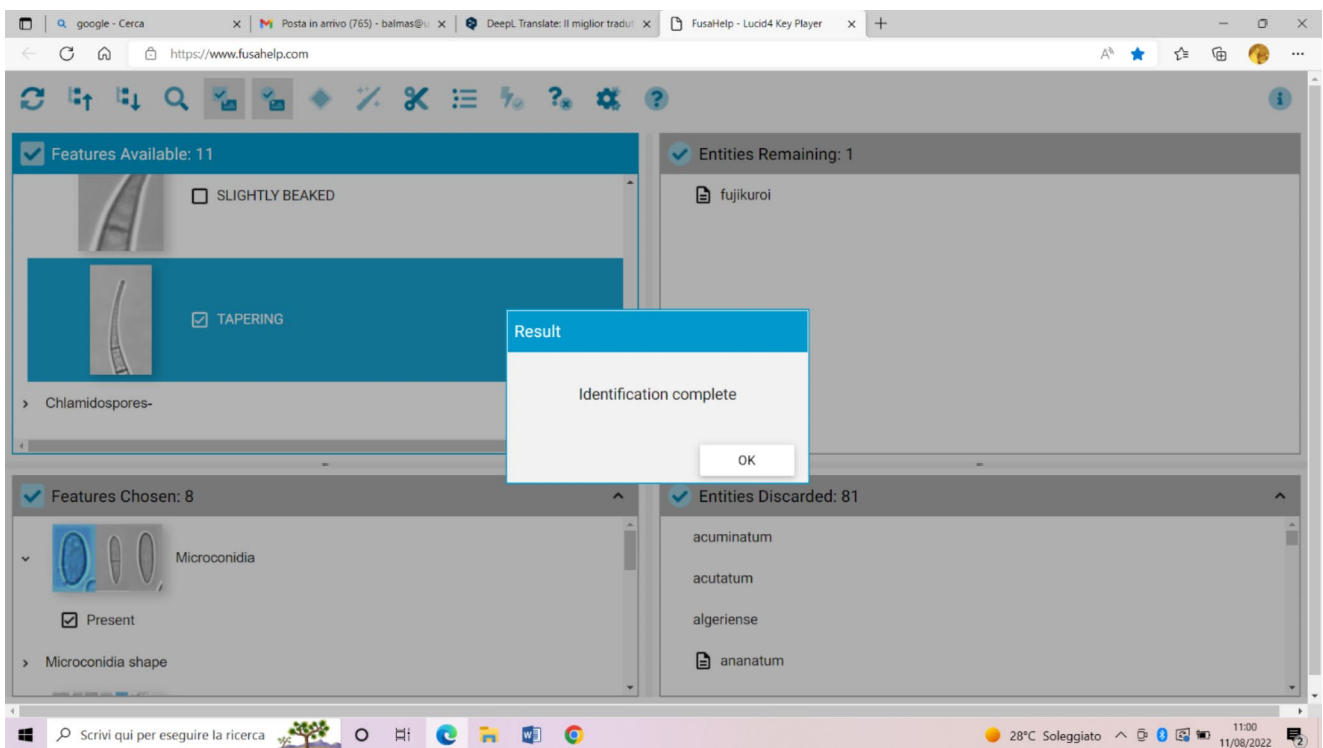 google - Cerca
Posta in arrivo (765) - balmas@u
DeepL Translate: Il miglior tradut
FusaHelp - Lucid4 Key Player
https://www.fusahelp.com
Features Available: 11
SLIGHTLY BEAKED
TAPERING
Chlamidospores-
Entities Remaining: 1
fujikuroi
Result
Identification complete
OK
Features Chosen: 8
Microconidia
Present
Microconidia shape
Entities Discarded: 81
acuminatum
acutatum
algeriense
ananatum
Scrivi qui per eseguire la ricerca
28°C Soleggiato
11:00
11/08/2022
2